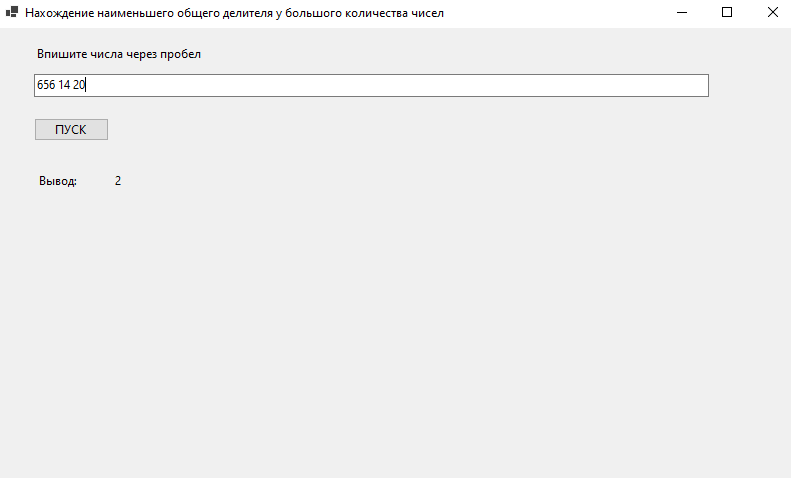 Нахождение наименьшего общего делителя у большого количества чисел
Впишите числа через пробел
656 14 20
ПУСК
Вывод: 2